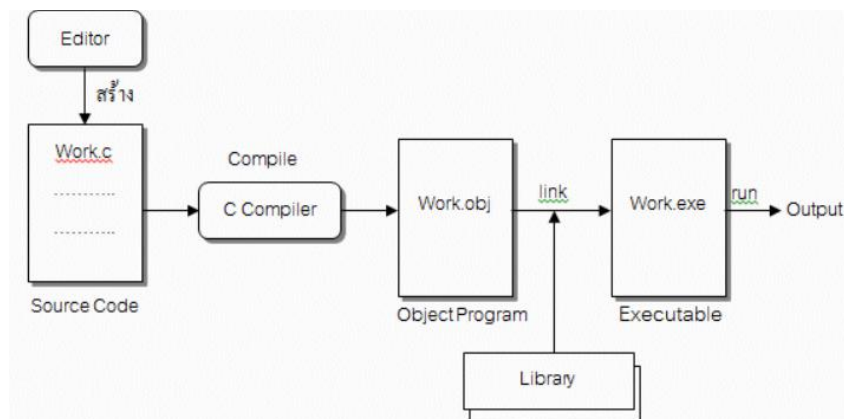 Editor
สร้าง
Work.c
...........
...........
Source Code
Compile
C Compiler
Work.obj
Object Program
link
Library
Work.exe
Executable
run
Output